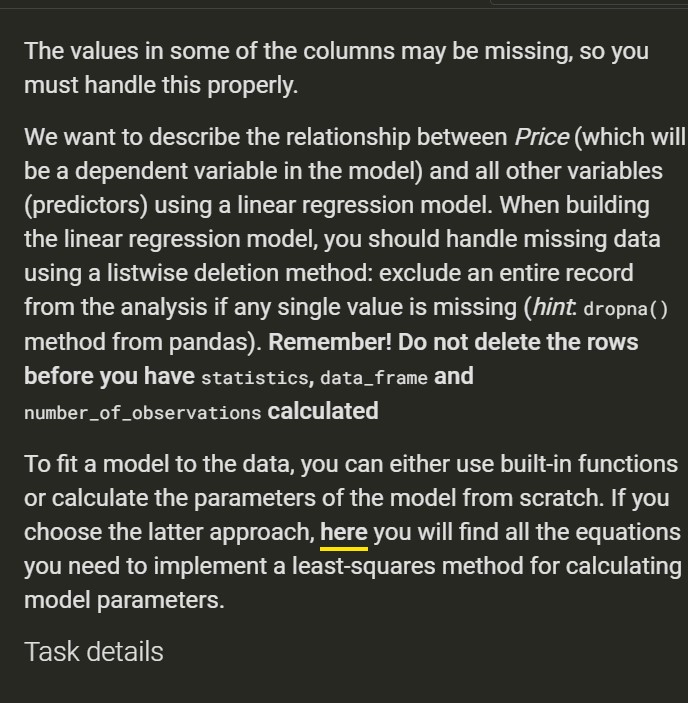 The values in some of the columns may be missing, so you
must handle this properly.
We want to describe the relationship between Price (which will
be a dependent variable in the model) and all other variables
(predictors) using a linear regression model. When building
the linear regression model, you should handle missing data
using a listwise deletion method: exclude an entire record
from the analysis if any single value is missing (hint: dropna()
method from pandas). Remember! Do not delete the rows
before you have statistics, data_frame and
number_of_observations calculated
To fit a model to the data, you can either use built-in functions
or calculate the parameters of the model from scratch. If you
choose the latter approach, here you will find all the equations
you need to implement a least-squares method for calculating
model parameters.
Task details